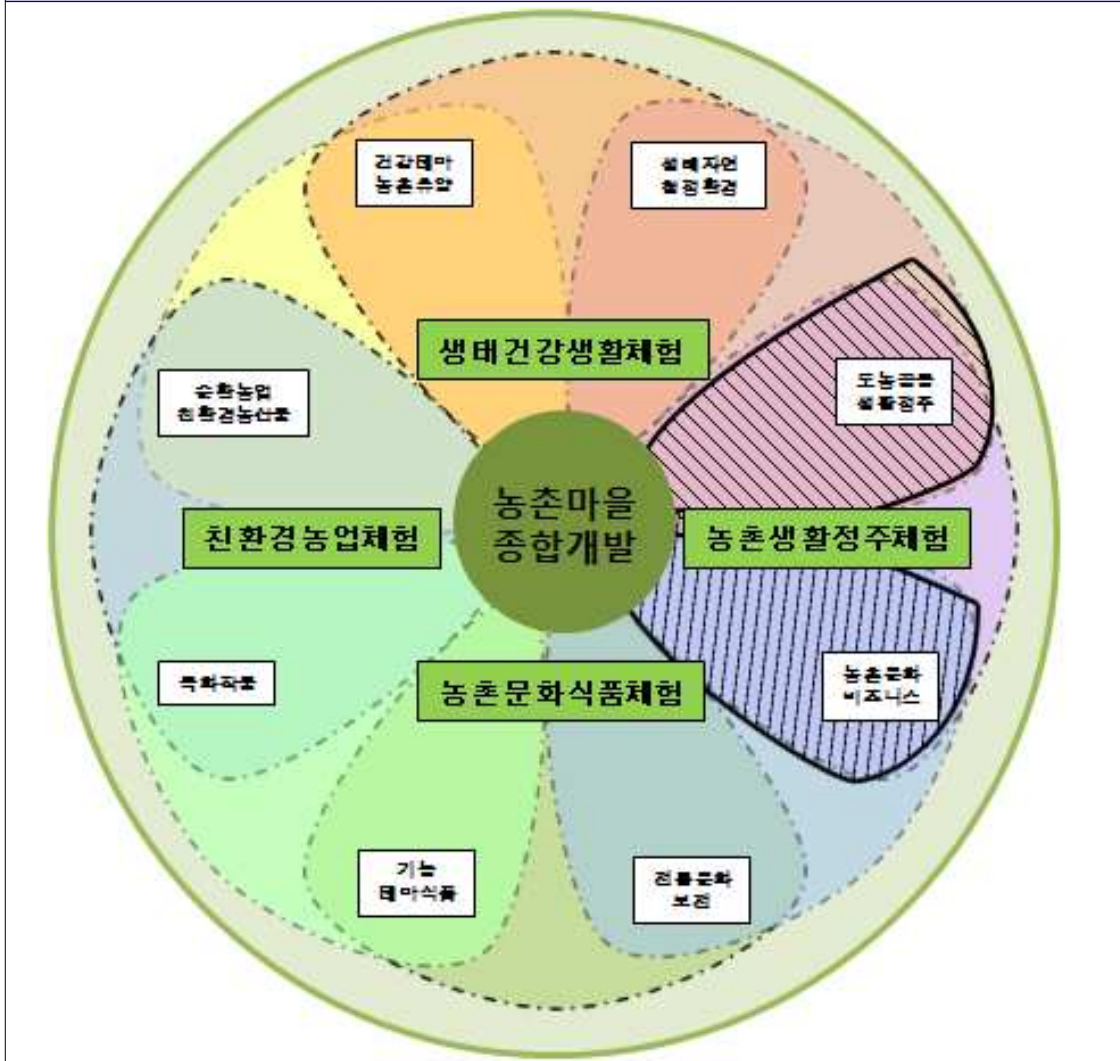 건강테마
농촌휴양
생태자연
청정환경
생태건강생활체험
순환농업
친환경농산물
도농공동
생활정주
농촌마을
종합개발
친환경농업체험
농촌생활정주체험
특화작물
농촌문화식품체험
농촌문화
비즈니스
기능
테마식품
전통문화
보전